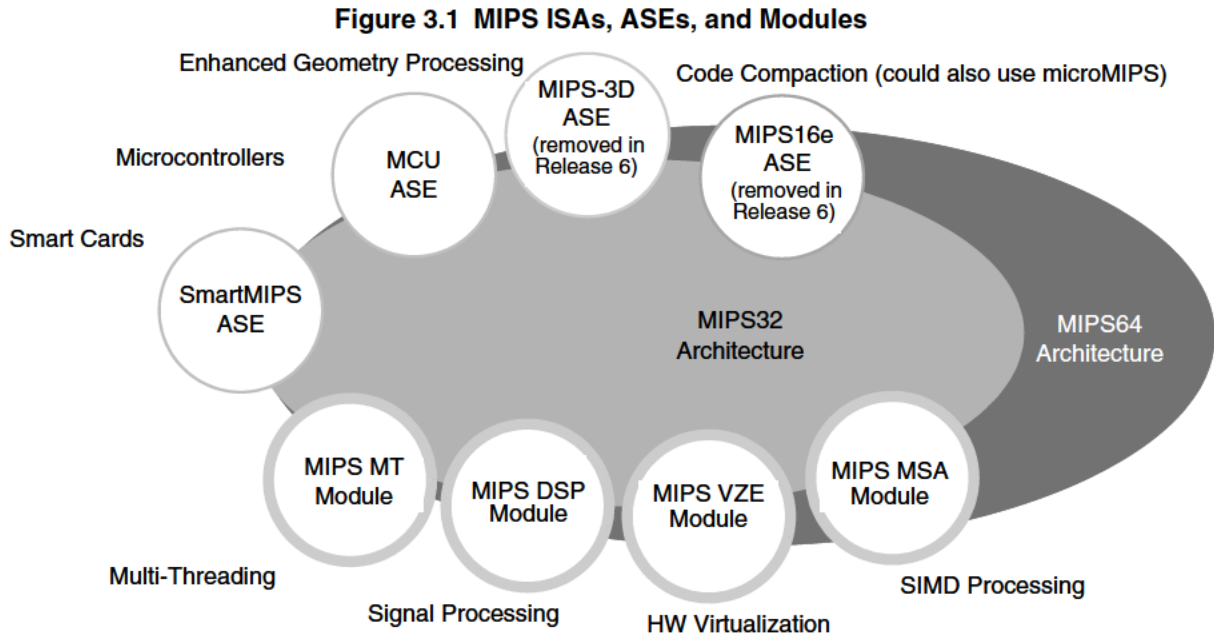 Figure 3.1 MIPS ISAs, ASEs, and Modules
Enhanced Geometry Processing
Code Compaction (could also use microMIPS)
MIPS-3D
ASE
(removed in
Release 6)
MIPS16e
ASE
(removed in
Release 6)
Microcontrollers
MCU
ASE
Smart Cards
SmartMIPS
ASE
MIPS32
Architecture
MIPS64
Architecture
MIPS MT
Module
MIPS DSP
Module
MIPS VZE
Module
MIPS MSA
Module
Multi-Threading
Signal Processing
HW Virtualization
SIMD Processing